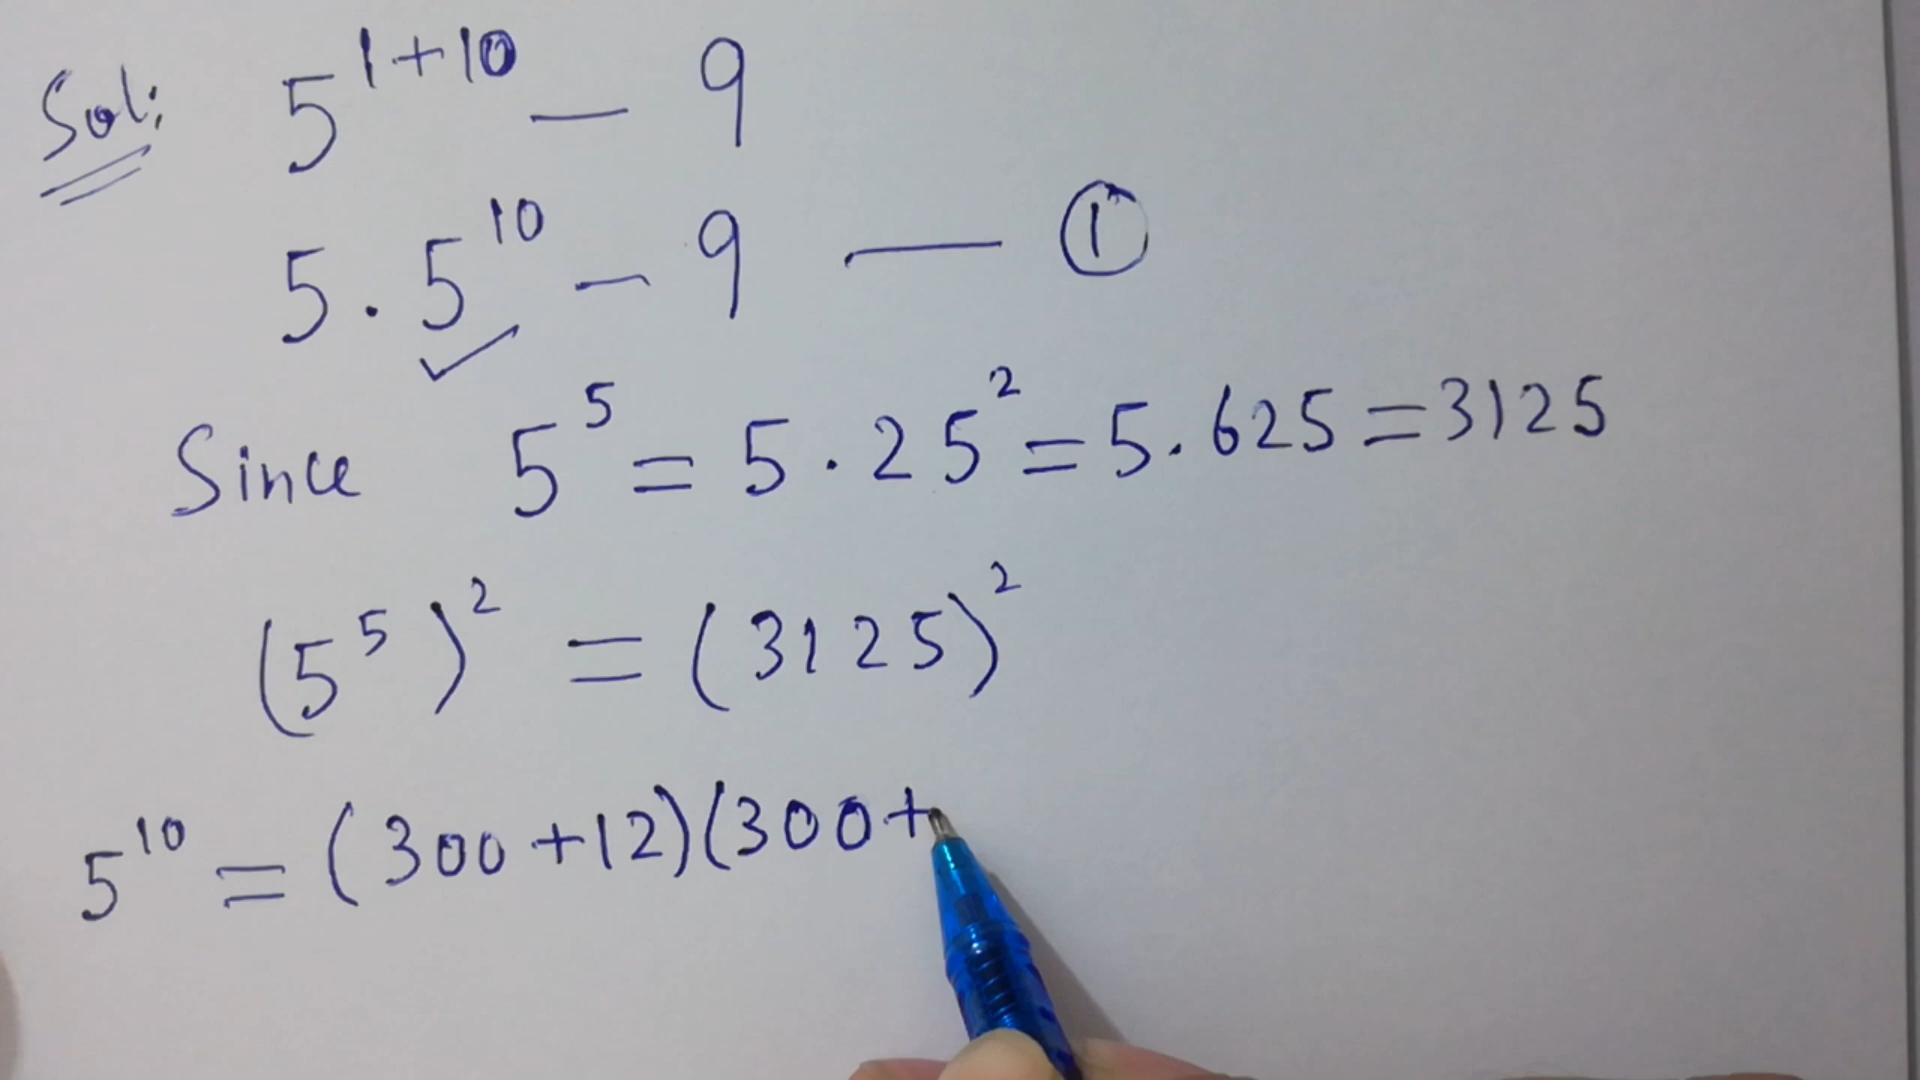 Sol: 5^{1+10} — 9
5 . 5^{10} — 9 — ①
Since 5^5 = 5 . 25^2 = 5 . 625 = 3125
(5^5)^2 = (3125)^2
5^{10} = (300+12)(300+